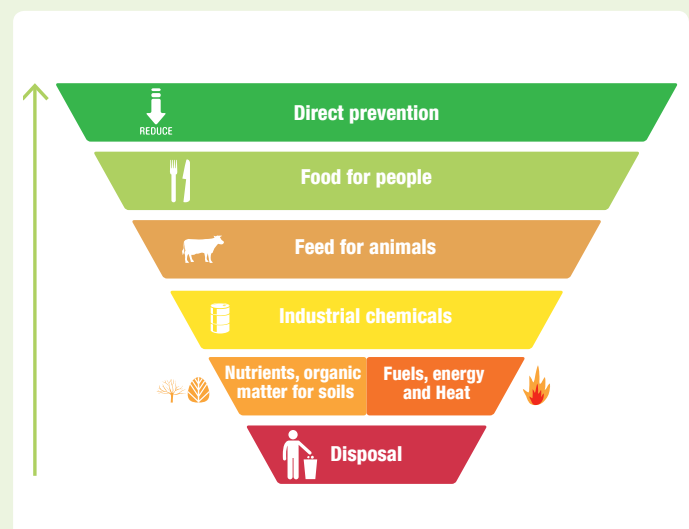 REDUCE
Direct prevention
Food for people
Feed for animals
Industrial chemicals
Nutrients, organic
matter for soils
Fuels, energy
and Heat
Disposal